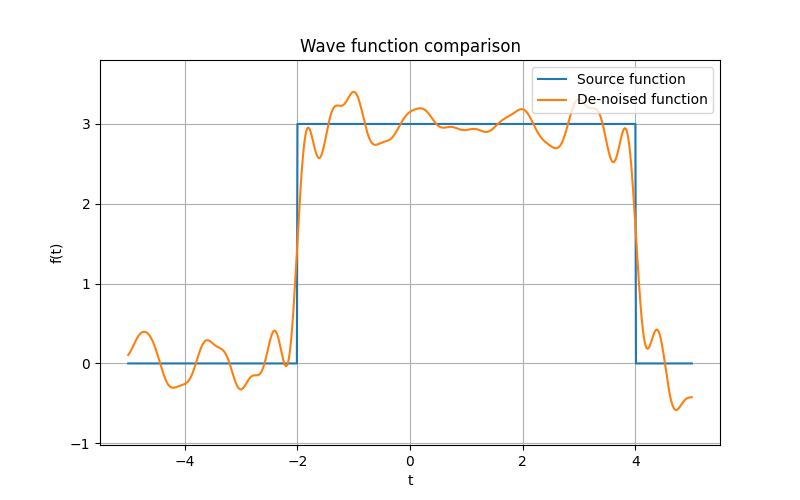 Wave function comparison
Source function
De-noised function
f(t)
3
2
1
0
−1
−4
−2
0
2
4
t